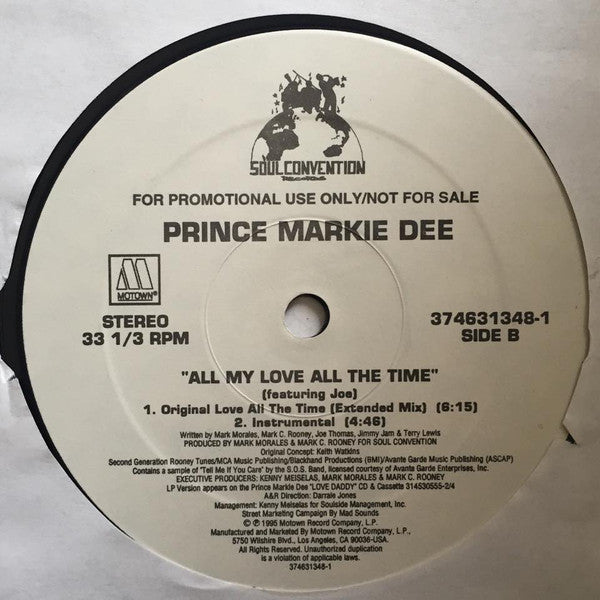 SOUL CONVENTION
RECORDS
FOR PROMOTIONAL USE ONLY/NOT FOR SALE
PRINCE MARKIE DEE
M
MOTOWN®
STEREO
33 1/3 RPM
374631348-1
SIDE B
"ALL MY LOVE ALL THE TIME"
(featuring Joe)
1. Original Love All The Time (Extended Mix) (6:15)
2. Instrumental (4:46)
Written by Mark Morales, Mark C. Rooney, Joe Thomas, Jimmy Jam & Terry Lewis
PRODUCED BY MARK MORALES & MARK C. ROONEY FOR SOUL CONVENTION
Original Concept: Keith Watkins
Second Generation Rooney Tunes/MCA Music Publishing/Blackhand Productions (BMI)/Avante Garde Music Publishing (ASCAP)
Contains a sample of "Tell Me If You Care" by the S.O.S. Band, licensed courtesy of Avante Garde Enterprises, Inc.
EXECUTIVE PRODUCERS: KENNY MEISELAS, MARK MORALES & MARK C. ROONEY
LP Version appears on the Prince Markie Dee "LOVE DADDY" CD & Cassette 314530555-2/4
A&R Direction: Darrale Jones
Management: Kenny Meiselas for Soulside Management, Inc.
Street Marketing Campaign By Mad Sounds
© ℗ 1995 Motown Record Company, L.P.
Manufactured and Marketed By Motown Record Company, L.P.
5750 Wilshire Blvd., Los Angeles, CA 90036-USA.
All Rights Reserved. Unauthorized duplication
is a violation of applicable laws.
374631348-1